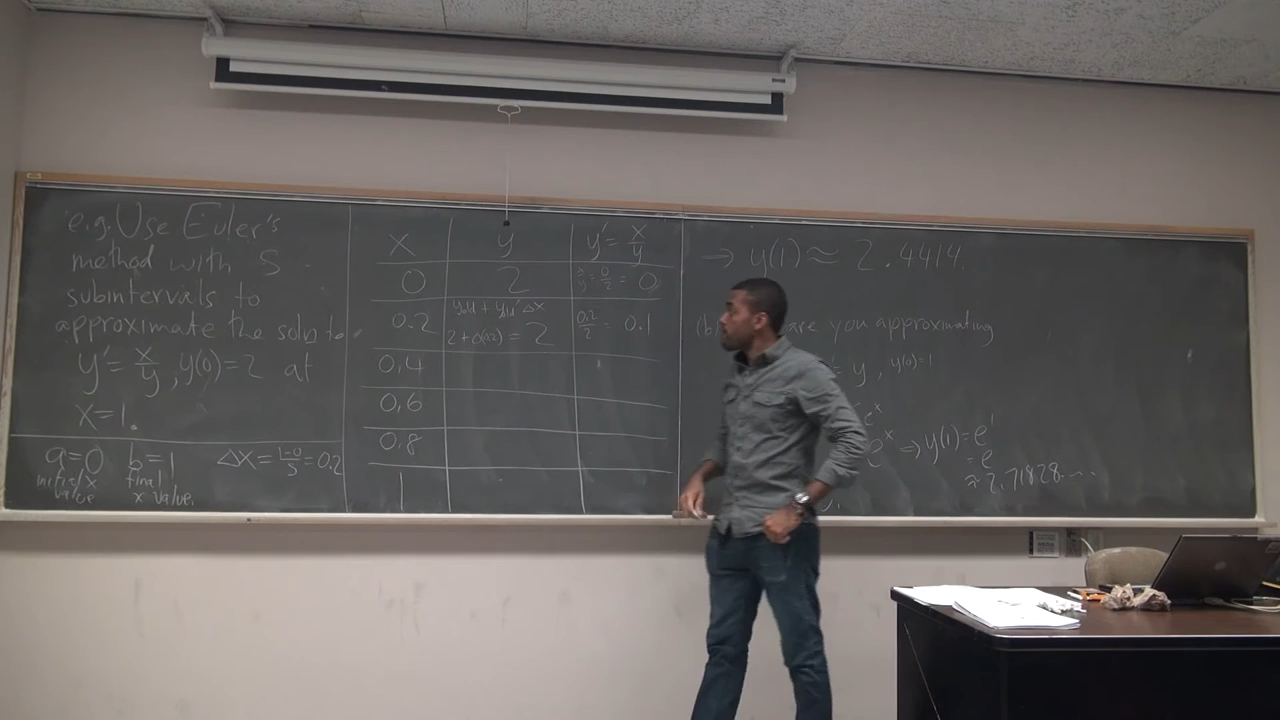 e.g. Use Euler's
method with 5
subintervals to
approximate the soln to
y' = x/y, y(0)=2 at
x=1.
a=0 b=1 Δx = (1-0)/5 = 0.2
initial x value final x value.
x y y' = x/y
0 2 x/y = 0/2 = 0
yold + yold' Δx
0.2 2+0(0.2) = 2 0.2/2 = 0.1
0.4
0.6
0.8
1
⇒ y(1) ≈ 2.4414
(b) are you approximating
y, y(0)=1
e^x
⇒ y(1) = e^1
= e
≈ 2.71828...